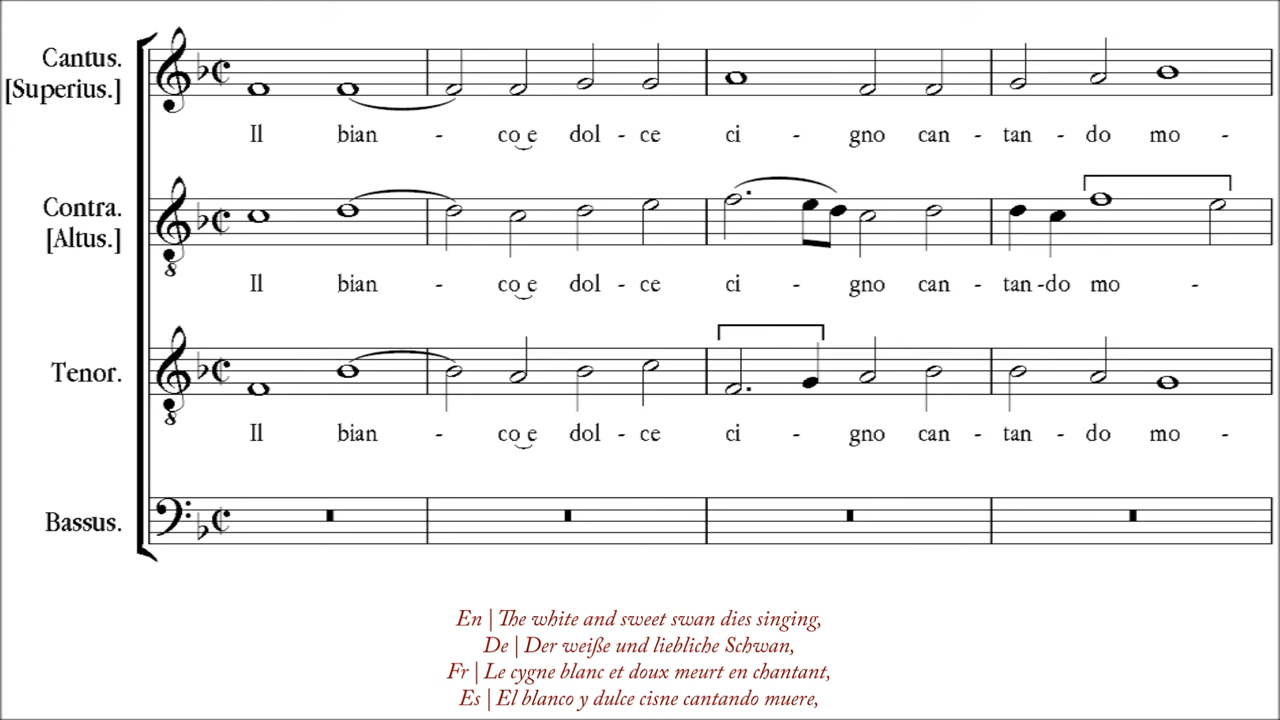 Cantus.
[Superius.]
Il bian - co e dol - ce ci - gno can - tan - do mo -
Contra.
[Altus.]
8
Il bian - co e dol - ce ci - gno can - tan - do mo -
Tenor.
8
Il bian - co e dol - ce ci - gno can - tan - do mo -
Bassus.
En | The white and sweet swan dies singing,
De | Der weiße und liebliche Schwan,
Fr | Le cygne blanc et doux meurt en chantant,
Es | El blanco y dulce cisne cantando muere,